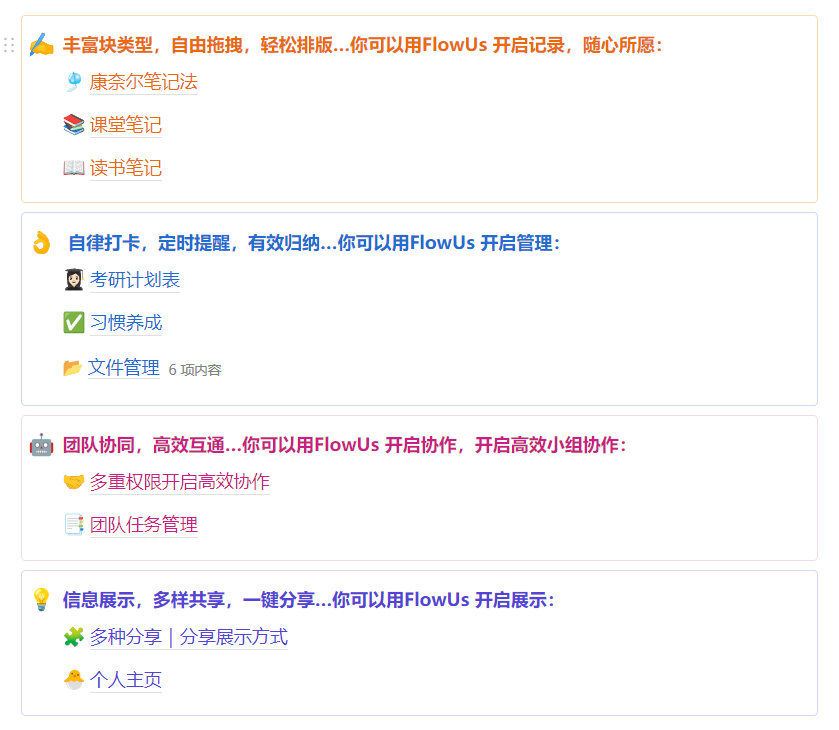 丰富块类型，自由拖拽，轻松排版...你可以用FlowUs 开启记录，随心所愿：
康奈尔笔记法
课堂笔记
读书笔记
自律打卡，定时提醒，有效归纳...你可以用FlowUs 开启管理：
考研计划表
习惯养成
文件管理 6 项内容
团队协同，高效互通...你可以用FlowUs 开启协作，开启高效小组协作：
多重权限开启高效协作
团队任务管理
信息展示，多样共享，一键分享...你可以用FlowUs 开启展示：
多种分享 | 分享展示方式
个人主页